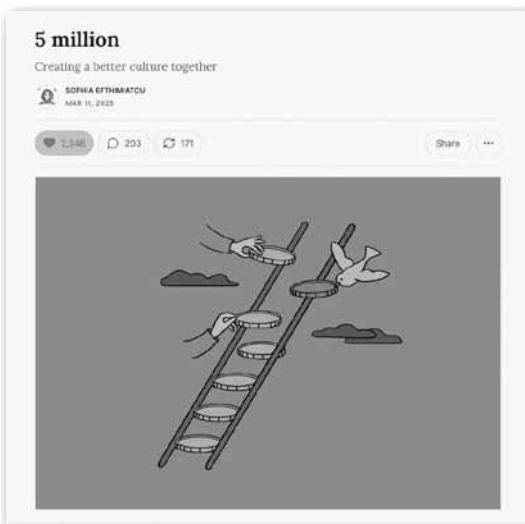 5 million
Creating a better culture together
SOPHIA EFTHIMIATOU
MAR 11, 2025
203 171 Share